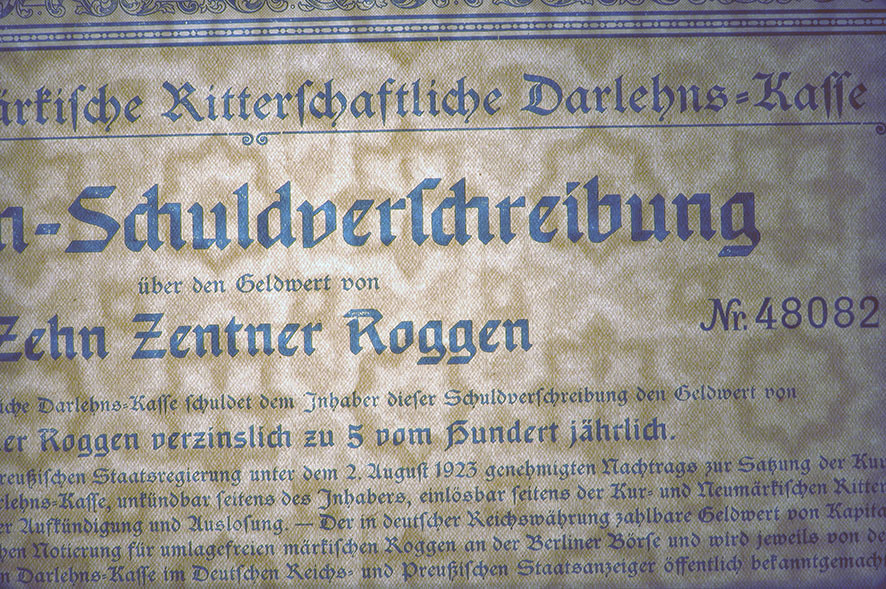 ärkische Ritterschaftliche Darlehns-Kasse
n-Schuldverschreibung
über den Geldwert von
Zehn Zentner Roggen
Nr. 48082
iche Darlehns-Kasse schuldet dem Inhaber dieser Schuldverschreibung den Geldwert von
er Roggen verzinslich zu 5 vom Hundert jährlich.
reußischen Staatsregierung unter dem 2. August 1923 genehmigten Nachtrags zur Satzung der Kur
rlehns-Kasse, unkündbar seitens des Inhabers, einlösbar seitens der Kur- und Neumärkischen Ritter
er Aufkündigung und Auslosung. — Der in deutscher Reichswährung zahlbare Geldwert von Kapita
hen Notierung für umlagefreien märkischen Roggen an der Berliner Börse und wird jeweils von de
n Darlehns-Kasse im Deutschen Reichs- und Preußischen Staatsanzeiger öffentlich bekanntgemach